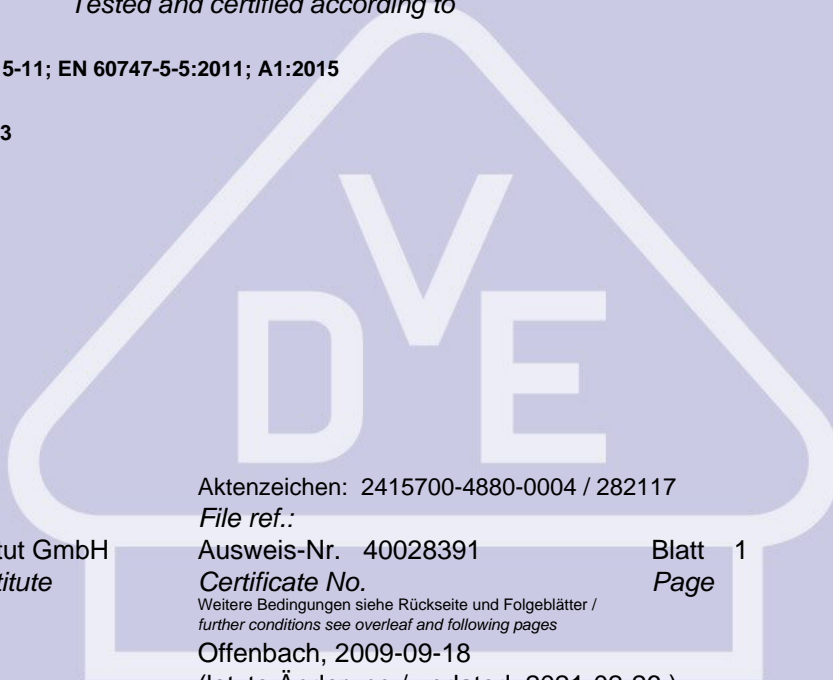 Tested and certified according to
5-11; EN 60747-5-5:2011; A1:2015
3
VDE
Aktenzeichen: 2415700-4880-0004 / 282117
File ref.:
tut GmbH
titute
Ausweis-Nr. 40028391 Blatt 1
Certificate No. Page
Weitere Bedingungen siehe Rückseite und Folgeblätter /
further conditions see overleaf and following pages
Offenbach, 2009-09-18